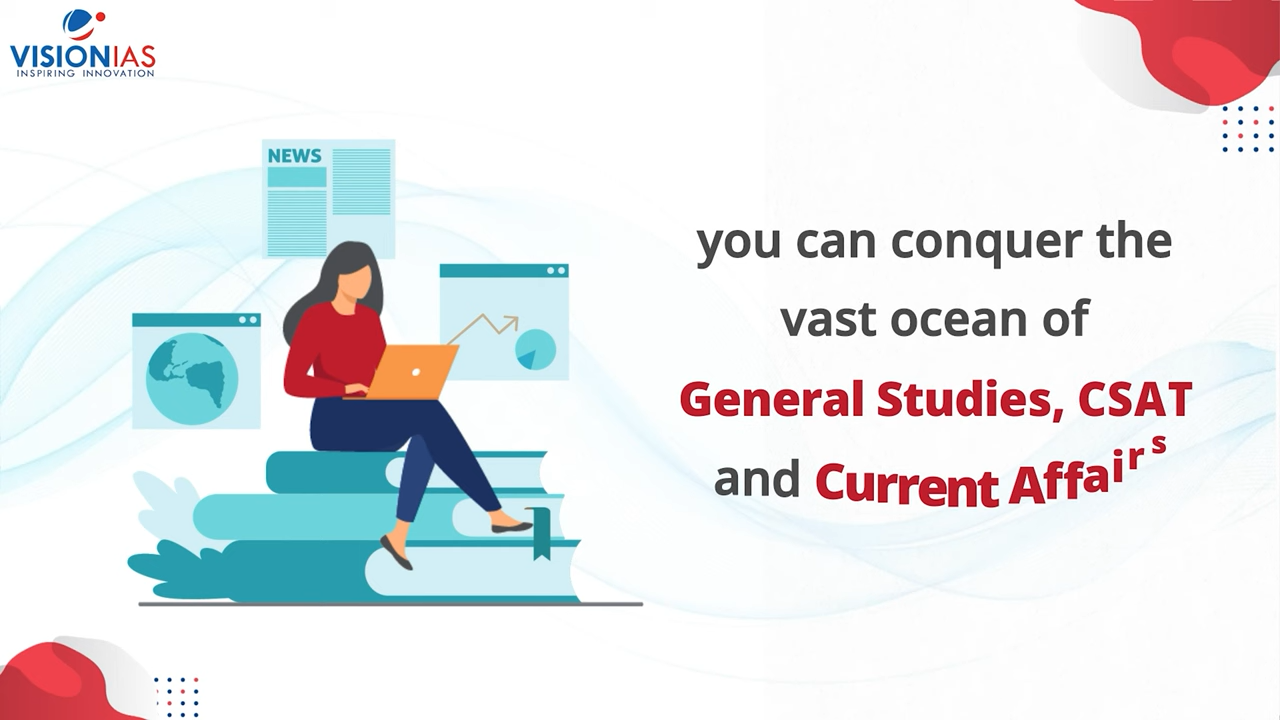 VISIONIAS
INSPIRING INNOVATION
NEWS
you can conquer the
vast ocean of
General Studies, CSAT
and Current Affairs